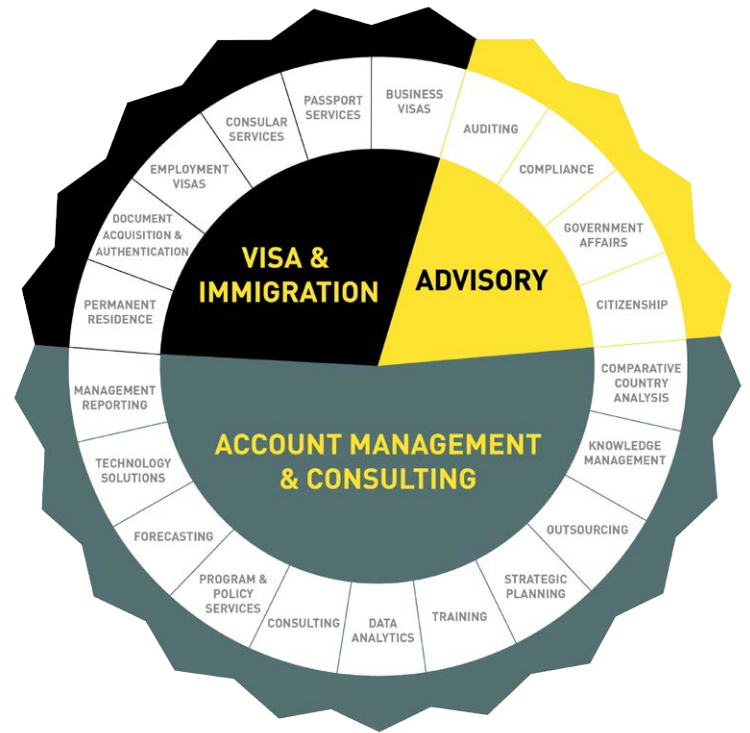 BUSINESS
VISAS
PASSPORT
SERVICES
CONSULAR
SERVICES
EMPLOYMENT
VISAS
DOCUMENT
ACQUISITION &
AUTHENTICATION
PERMANENT
RESIDENCE
AUDITING
COMPLIANCE
GOVERNMENT
AFFAIRS
CITIZENSHIP
VISA &
IMMIGRATION
ADVISORY
ACCOUNT MANAGEMENT
& CONSULTING
COMPARATIVE
COUNTRY
ANALYSIS
KNOWLEDGE
MANAGEMENT
OUTSOURCING
STRATEGIC
PLANNING
TRAINING
DATA
ANALYTICS
CONSULTING
PROGRAM &
POLICY
SERVICES
FORECASTING
TECHNOLOGY
SOLUTIONS
MANAGEMENT
REPORTING